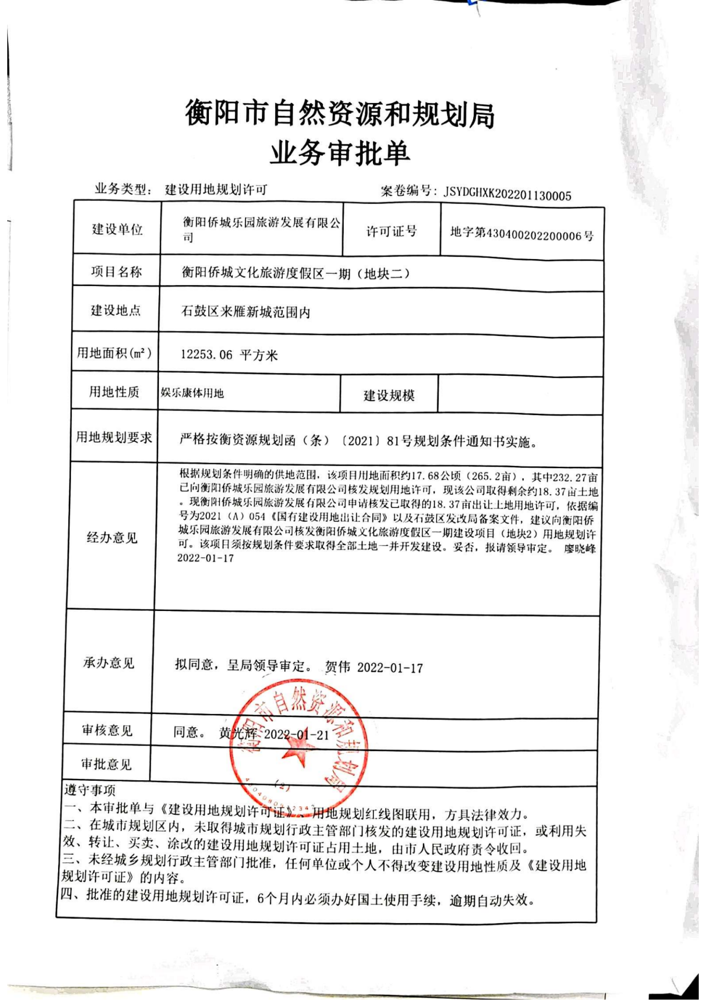 衡阳市自然资源和规划局
业务审批单
业务类型： 建设用地规划许可 案卷编号：JSYDGHXK202201130005
建设单位 衡阳侨城乐园旅游发展有限公司 许可证号 地字第430400202200006号
项目名称 衡阳侨城文化旅游度假区一期（地块二）
建设地点 石鼓区来雁新城范围内
用地面积(m²) 12253.06 平方米
用地性质 娱乐康体用地 建设规模
用地规划要求 严格按衡资源规划函（条）〔2021〕81号规划条件通知书实施。
经办意见
根据规划条件明确的供地范围，该项目用地面积约17.68公顷（265.2亩），其中232.27亩
已向衡阳侨城乐园旅游发展有限公司核发规划用地许可，现该公司取得剩余约18.37亩土地
。现衡阳侨城乐园旅游发展有限公司申请核发已取得的18.37亩出让土地用地许可，依据编
号为2021（A）054《国有建设用地出让合同》以及石鼓区发改局备案文件，建议向衡阳侨
城乐园旅游发展有限公司核发衡阳侨城文化旅游度假区一期建设项目（地块2）用地规划许
可。该项目须按规划条件要求取得全部土地一并开发建设。妥否，报请领导审定。 廖晓峰
2022-01-17
承办意见 拟同意，呈局领导审定。 贺伟 2022-01-17
审核意见 同意。 黄光辉 2022-01-21
审批意见
衡阳市自然资源和规划局
(2)
遵守事项
一、本审批单与《建设用地规划许可证》、用地规划红线图联用，方具法律效力。
二、在城市规划区内，未取得城市规划行政主管部门核发的建设用地规划许可证，或利用失
效、转让、买卖、涂改的建设用地规划许可证占用土地，由市人民政府责令收回。
三、未经城乡规划行政主管部门批准，任何单位或个人不得改变建设用地性质及《建设用地
规划许可证》的内容。
四、批准的建设用地规划许可证，6个月内必须办好国土使用手续，逾期自动失效。